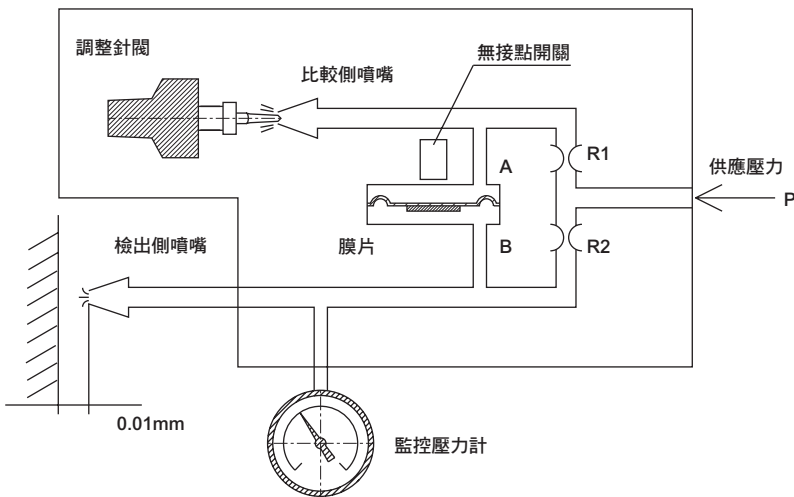 調整針閥
無接點開關
比較側噴嘴
A
R1
供應壓力
P
檢出側噴嘴
膜片
B
R2
0.01mm
監控壓力計